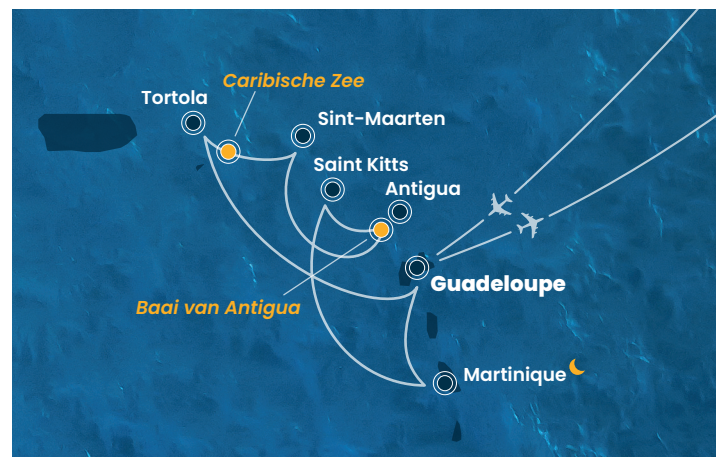 Caribische Zee
Tortola
Sint-Maarten
Saint Kitts
Antigua
Guadeloupe
Baai van Antigua
Martinique